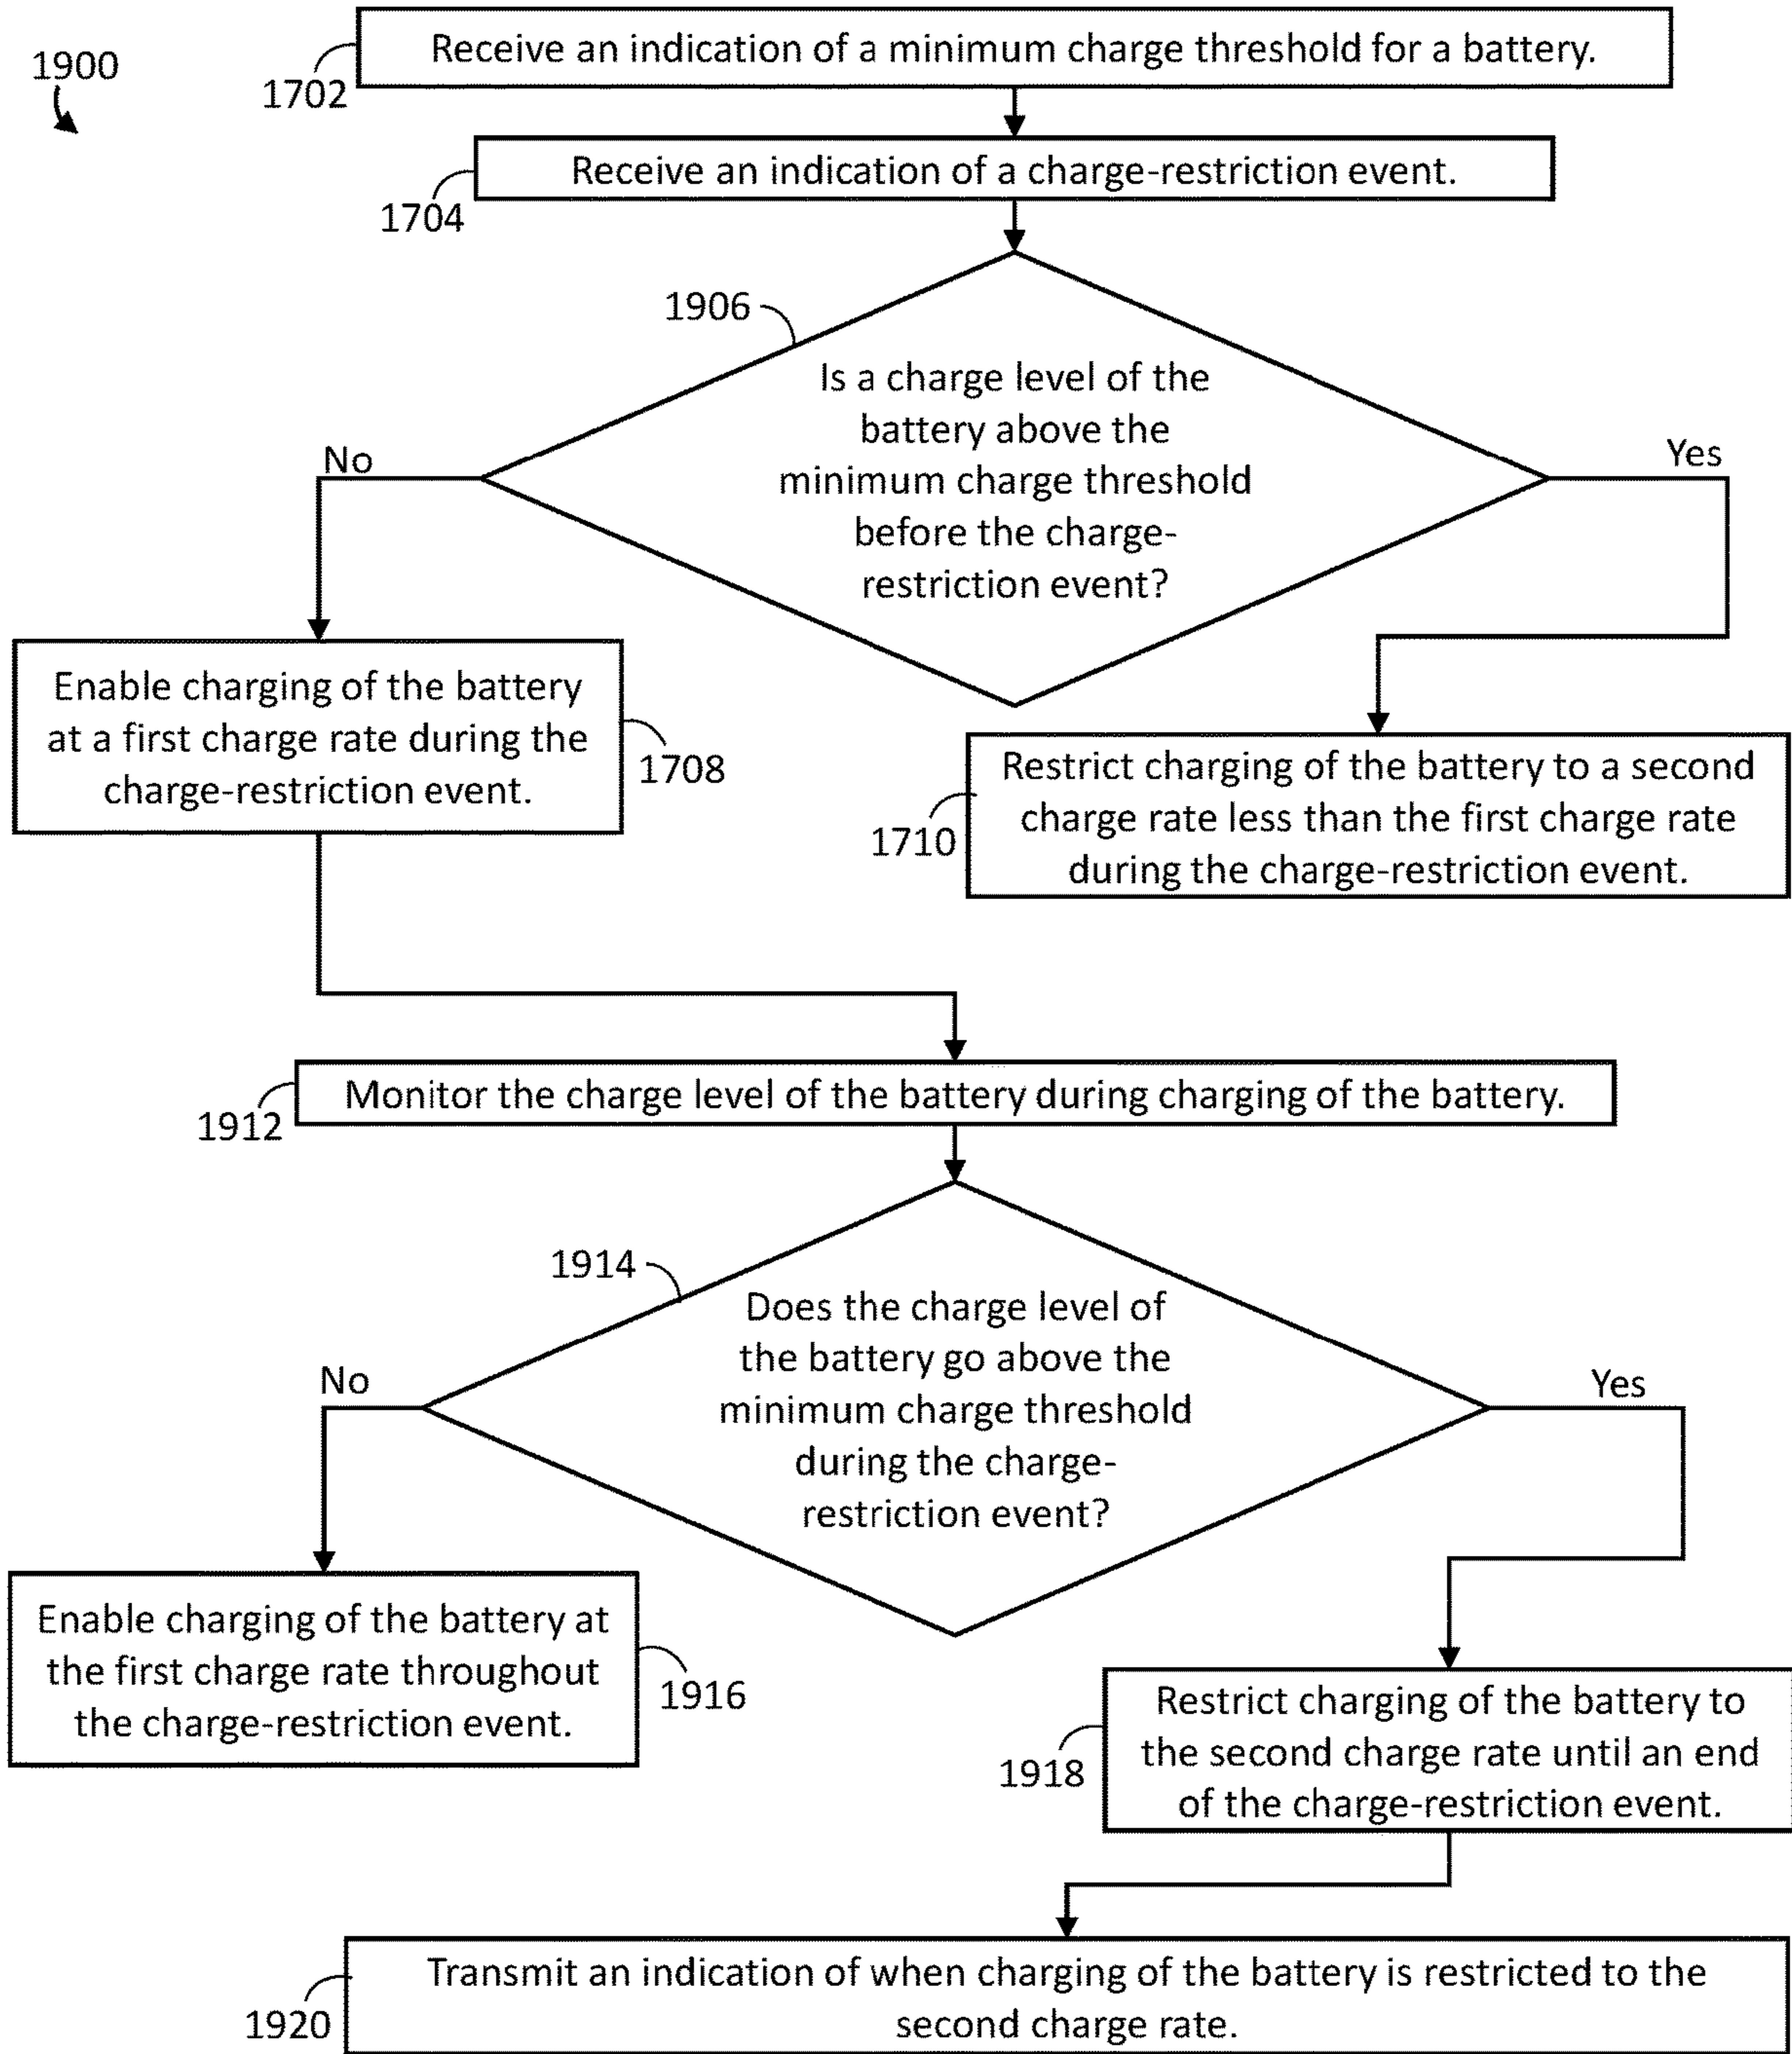 Receive an indication of a minimum charge threshold for a battery.
1900
1702
Receive an indication of a charge-restriction event.
1704
1906
Is a charge level of the
battery above the
minimum charge threshold
before the charge-
restriction event?
No
Yes
Enable charging of the battery
at a first charge rate during the
charge-restriction event.
1708
Restrict charging of the battery to a second
charge rate less than the first charge rate
during the charge-restriction event.
1710
Monitor the charge level of the battery during charging of the battery.
1912
1914
Does the charge level of
the battery go above the
minimum charge threshold
during the charge-
restriction event?
No
Yes
Enable charging of the battery at
the first charge rate throughout
the charge-restriction event.
1916
Restrict charging of the battery to
the second charge rate until an end
of the charge-restriction event.
1918
Transmit an indication of when charging of the battery is restricted to the
second charge rate.
1920